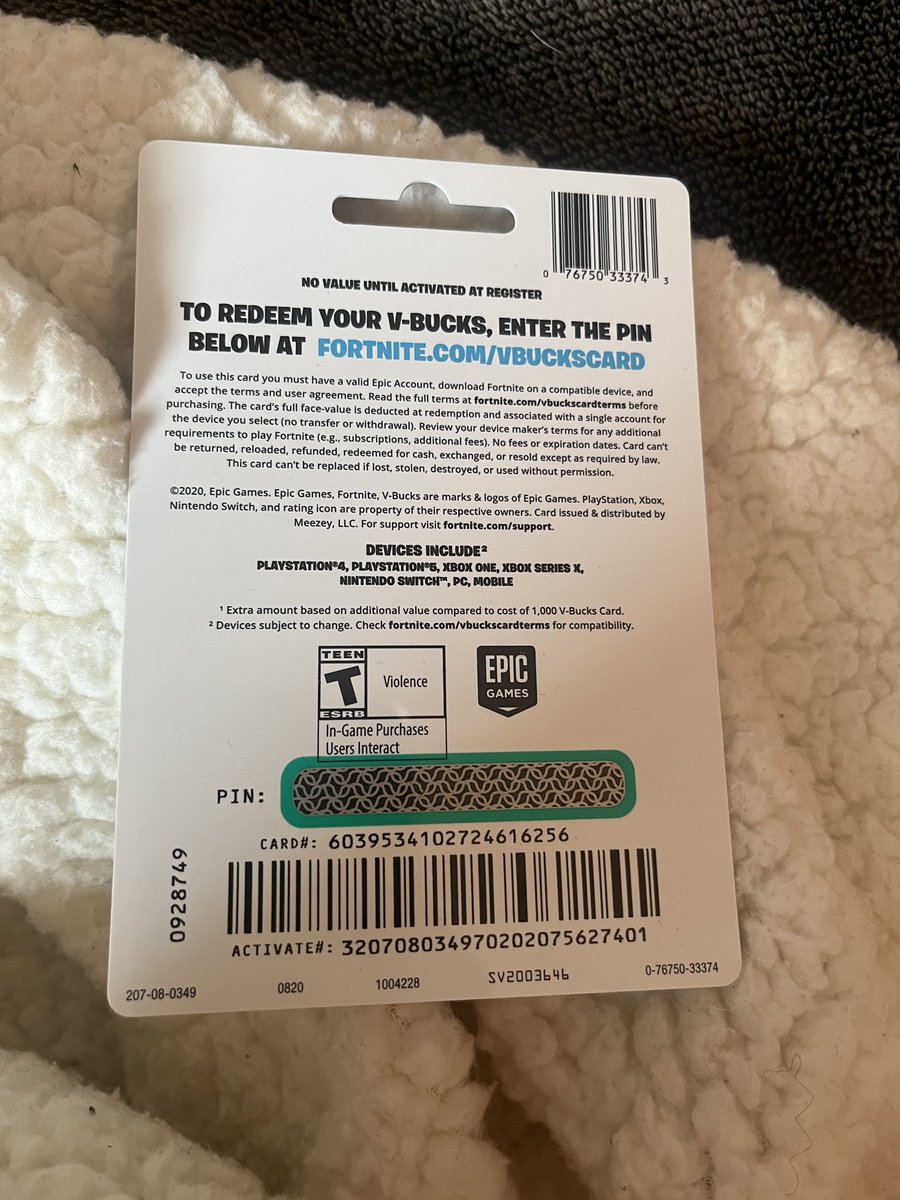 0 76750 33374 3
NO VALUE UNTIL ACTIVATED AT REGISTER
TO REDEEM YOUR V-BUCKS, ENTER THE PIN
BELOW AT FORTNITE.COM/VBUCKSCARD
To use this card you must have a valid Epic Account, download Fortnite on a compatible device, and
accept the terms and user agreement. Read the full terms at fortnite.com/vbuckscardterms before
purchasing. The card's full face-value is deducted at redemption and associated with a single account for
the device you select (no transfer or withdrawal). Review your device maker's terms for any additional
requirements to play Fortnite (e.g., subscriptions, additional fees). No fees or expiration dates. Card can't
be returned, reloaded, refunded, redeemed for cash, exchanged, or resold except as required by law.
This card can't be replaced if lost, stolen, destroyed, or used without permission.
©2020, Epic Games. Epic Games, Fortnite, V-Bucks are marks & logos of Epic Games. PlayStation, Xbox,
Nintendo Switch, and rating icon are property of their respective owners. Card issued & distributed by
Meezey, LLC. For support visit fortnite.com/support.
DEVICES INCLUDE²
PLAYSTATION®4, PLAYSTATION®5, XBOX ONE, XBOX SERIES X,
NINTENDO SWITCH™, PC, MOBILE
¹ Extra amount based on additional value compared to cost of 1,000 V-Bucks Card.
² Devices subject to change. Check fortnite.com/vbuckscardterms for compatibility.
TEEN
T
ESRB
Violence
In-Game Purchases
Users Interact
EPIC
GAMES
PIN:
CARD#: 6039534102724616256
0928749
ACTIVATE#: 320708034970202075627401
207-08-0349 0820 1004228 SV2003646 0-76750-33374